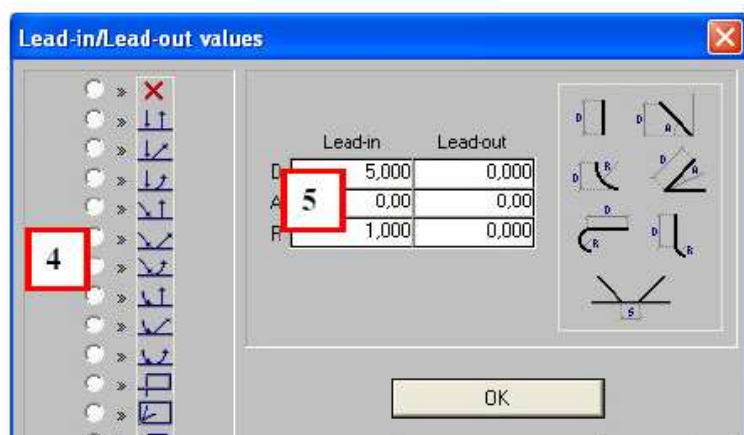 Lead-in/Lead-out values
Lead-in Lead-out
D 5,000 0,000
A 0,00 0,00
R 1,000 0,000
4
5
D D A
D R D A
D R D R
S
OK